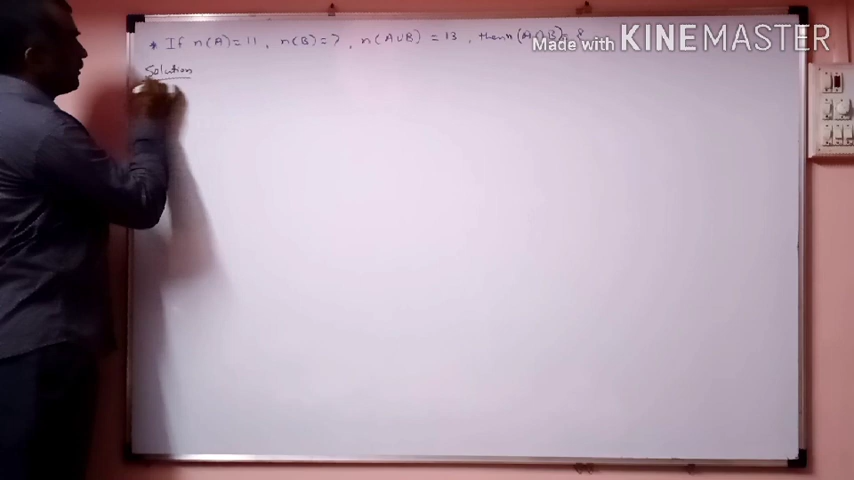 * If n(A) = 11, n(B) = 7, n(A∪B) = 13, then n(A∩B) = ?
Made with KINEMASTER
Solution